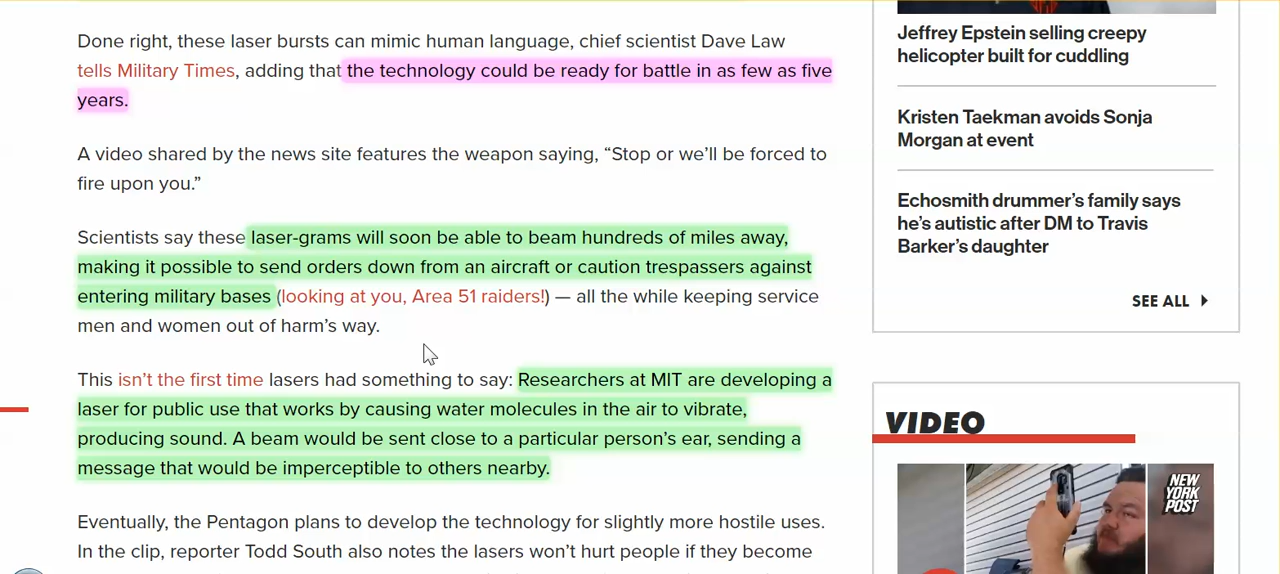 Done right, these laser bursts can mimic human language, chief scientist Dave Law
tells Military Times, adding that the technology could be ready for battle in as few as five
years.
A video shared by the news site features the weapon saying, “Stop or we’ll be forced to
fire upon you.”
Scientists say these laser-grams will soon be able to beam hundreds of miles away,
making it possible to send orders down from an aircraft or caution trespassers against
entering military bases (looking at you, Area 51 raiders!) — all the while keeping service
men and women out of harm’s way.
This isn’t the first time lasers had something to say: Researchers at MIT are developing a
laser for public use that works by causing water molecules in the air to vibrate,
producing sound. A beam would be sent close to a particular person’s ear, sending a
message that would be imperceptible to others nearby.
Eventually, the Pentagon plans to develop the technology for slightly more hostile uses.
In the clip, reporter Todd South also notes the lasers won’t hurt people if they become
Jeffrey Epstein selling creepy
helicopter built for cuddling
Kristen Taekman avoids Sonja
Morgan at event
Echosmith drummer’s family says
he’s autistic after DM to Travis
Barker’s daughter
SEE ALL
VIDEO
NEW
YORK
POST